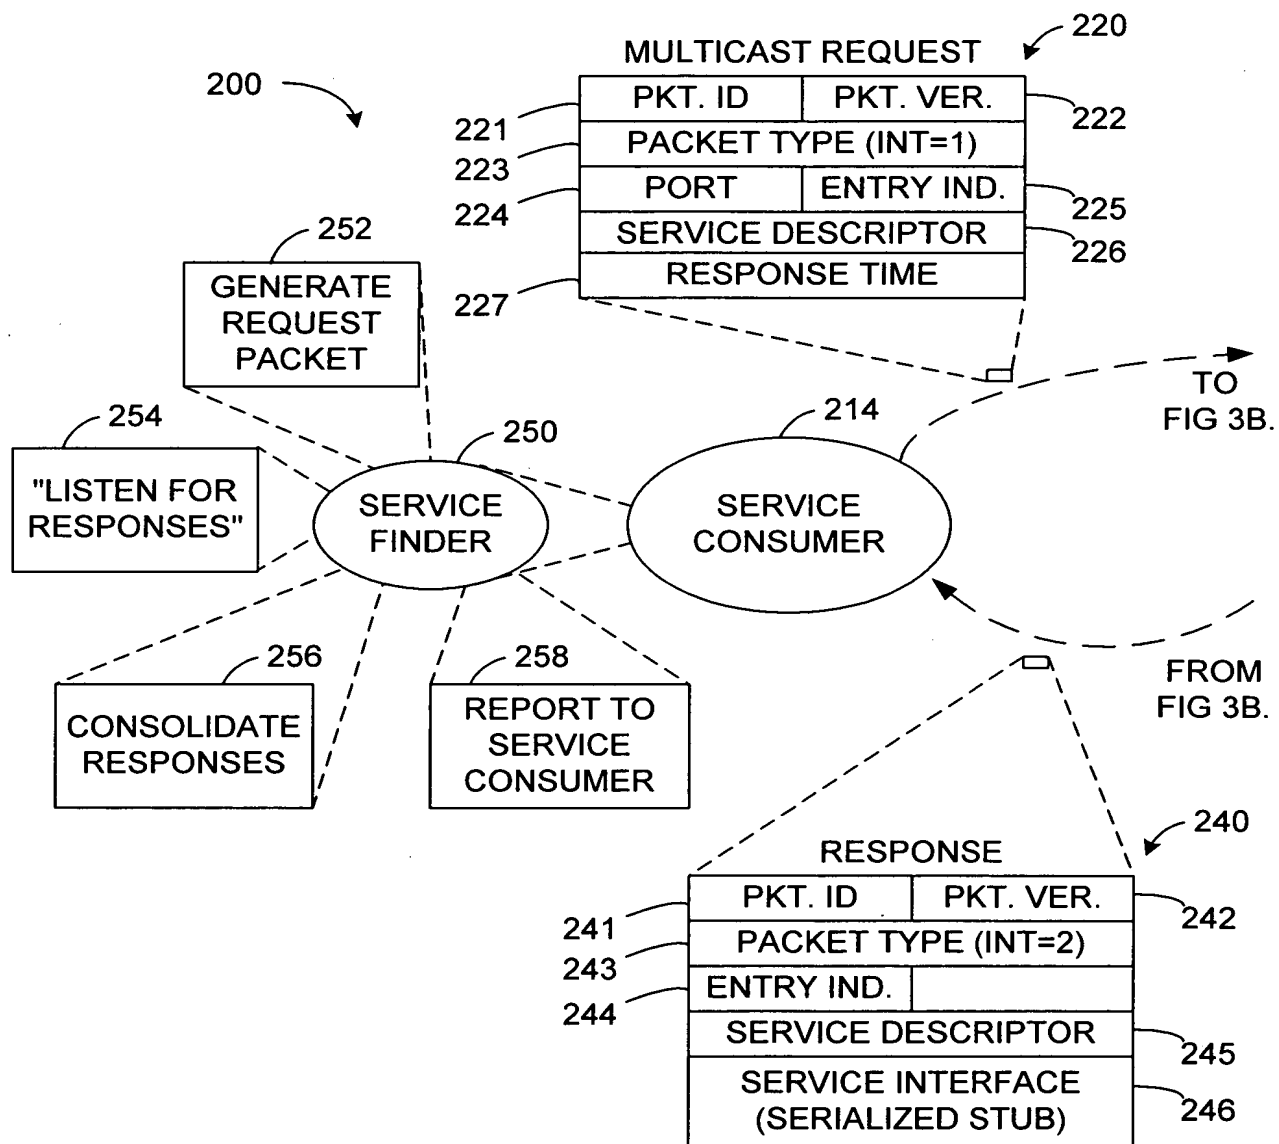 220
MULTICAST REQUEST
200
PKT. ID PKT. VER.
221
222
PACKET TYPE (INT=1)
223
PORT ENTRY IND.
224
225
SERVICE DESCRIPTOR
226
RESPONSE TIME
227
252
GENERATE
REQUEST
PACKET
TO
FIG 3B.
254
"LISTEN FOR
RESPONSES"
250
SERVICE
FINDER
214
SERVICE
CONSUMER
256
CONSOLIDATE
RESPONSES
258
REPORT TO
SERVICE
CONSUMER
FROM
FIG 3B.
240
RESPONSE
PKT. ID PKT. VER.
241
242
PACKET TYPE (INT=2)
243
ENTRY IND.
244
SERVICE DESCRIPTOR
245
SERVICE INTERFACE
(SERIALIZED STUB)
246